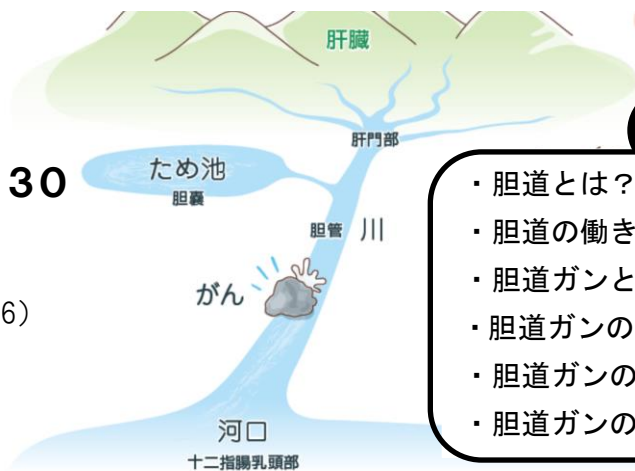 肝臓
肝門部
30
ため池
胆嚢
胆管 川
がん
6)
河口
十二指腸乳頭部
・胆道とは？
・胆道の働き
・胆道ガンと
・胆道ガンの
・胆道ガンの
・胆道ガンの